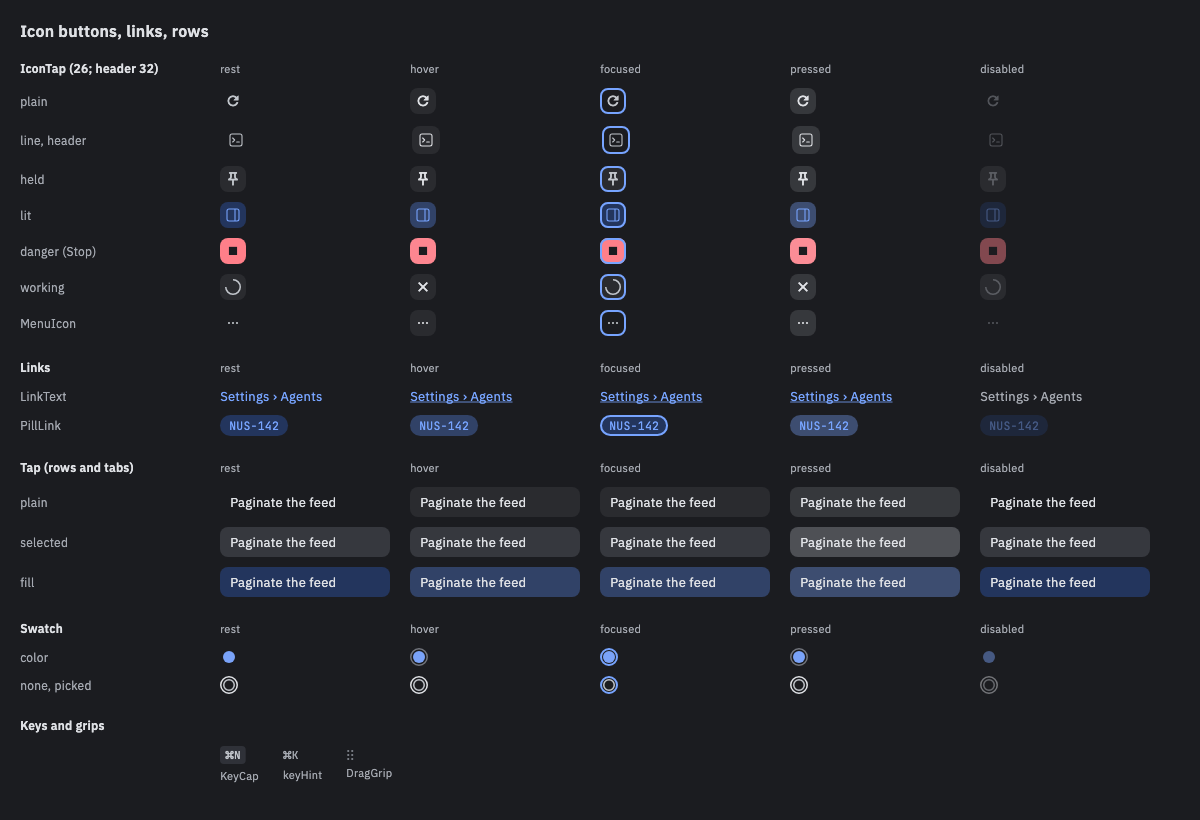 Icon buttons, links, rows
IconTap (26; header 32) rest hover focused pressed disabled
plain
line, header
held
lit
danger (Stop)
working
MenuIcon
Links rest hover focused pressed disabled
LinkText Settings › Agents Settings › Agents Settings › Agents Settings › Agents Settings › Agents
PillLink NUS-142 NUS-142 NUS-142 NUS-142 NUS-142
Tap (rows and tabs) rest hover focused pressed disabled
plain Paginate the feed Paginate the feed Paginate the feed Paginate the feed Paginate the feed
selected Paginate the feed Paginate the feed Paginate the feed Paginate the feed Paginate the feed
fill Paginate the feed Paginate the feed Paginate the feed Paginate the feed Paginate the feed
Swatch rest hover focused pressed disabled
color
none, picked
Keys and grips
⌘N ⌘K
KeyCap keyHint DragGrip